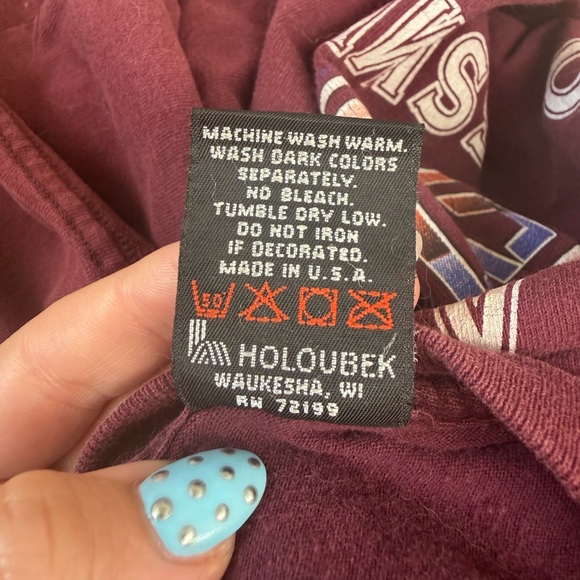 MACHINE WASH WARM.
WASH DARK COLORS
SEPARATELY.
NO BLEACH.
TUMBLE DRY LOW.
DO NOT IRON
IF DECORATED.
MADE IN U.S.A.
50
HOLOUBEK
WAUKESHA, WI
RN 72199